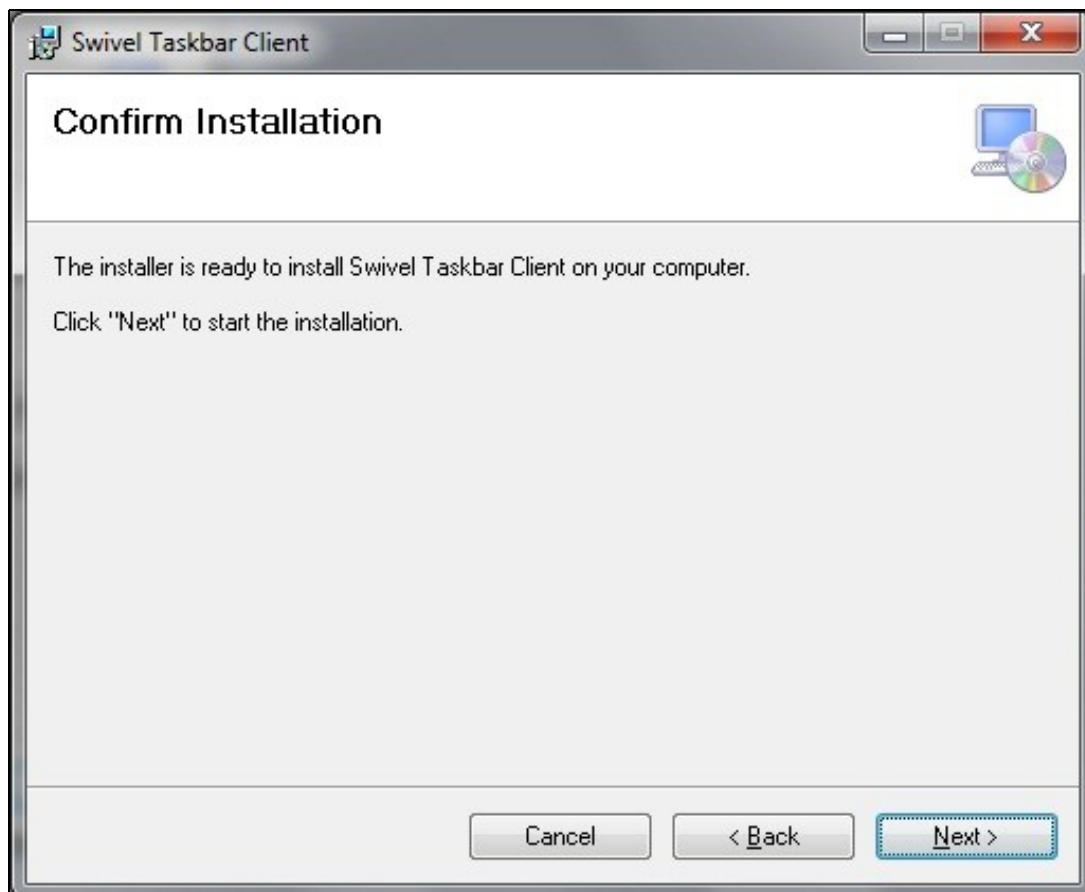 Swivel Taskbar Client
Confirm Installation
The installer is ready to install Swivel Taskbar Client on your computer.
Click "Next" to start the installation.
Cancel
< Back
Next >